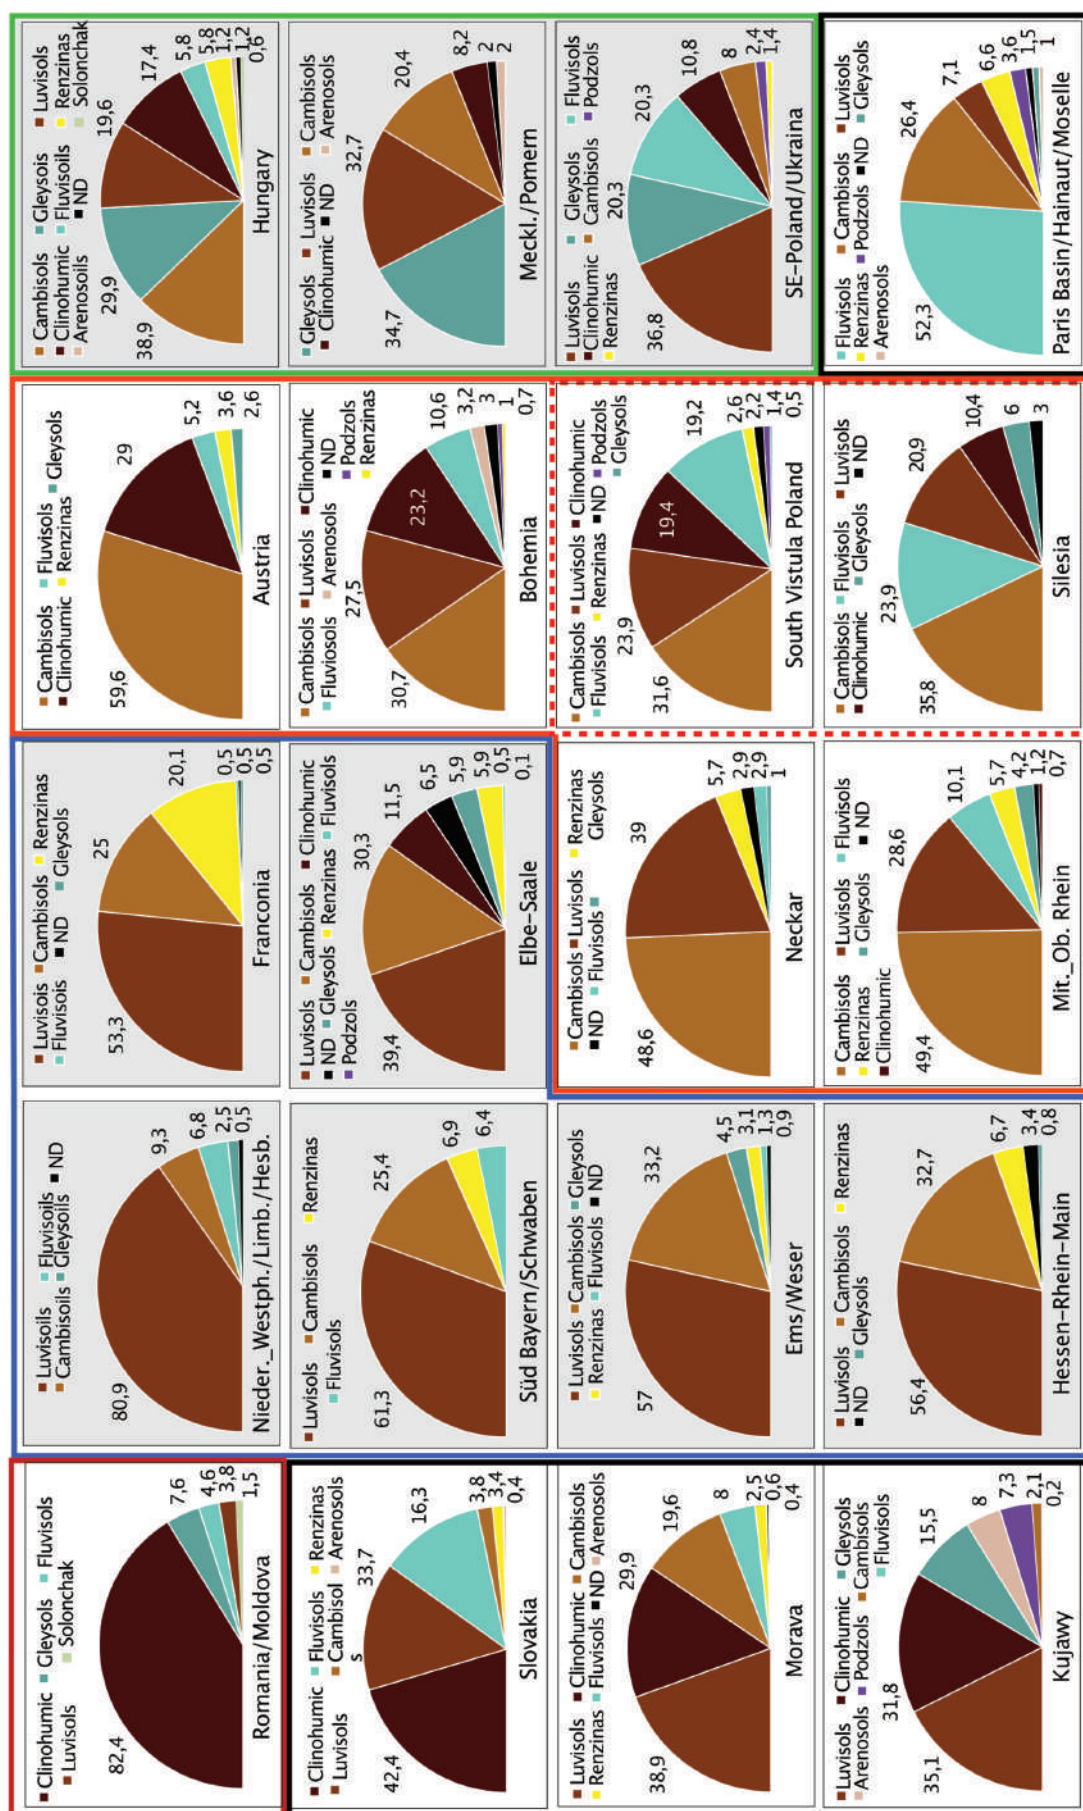 Clinohumic Gleysols Fluvisols
Luvisols Solonchak
82,4
7,6
4,6
3,8
1,5
Romania/Moldova
Luvisoils Fluvisoils ND
Cambisoils Gleysoils
80,9
9,3
6,8
2,5
0,5
Nieder._Westph./Limb./Hesb.
Luvisois Cambisols Renzinas
Fluvisois ND Gleysols
53,3
25
20,1
0,5
0,5
0,5
Franconia
Cambisols Fluvisols Gleysols
Clinohumic Renzinas
59,6
29
5,2
3,6
2,6
Austria
Cambisols Gleysols Luvisols
Clinohumic Fluvisoils Renzinas
Arenosoils ND Solonchak
38,9
29,9
19,6
17,4
5,8
5,8
1,2
1,2
0,6
Hungary
Clinohumic Fluvisols Renzinas
Luvisols Cambisol Arenosols
s
42,4
33,7
16,3
3,8
3,4
0,4
Slovakia
Luvisols Cambisols Renzinas
Fluvisols
61,3
25,4
6,9
6,4
Süd Bayern/Schwaben
Luvisols Cambisols Clinohumic
ND Gleysols Renzinas Fluvisols
Podzols
39,4
30,3
11,5
6,5
5,9
5,9
0,5
0,1
Elbe-Saale
Cambisols Luvisols Clinohumic
Fluviosols Arenosols ND
Podzols
Renzinas
30,7
27,5
23,2
10,6
3,2
3
1
0,7
Bohemia
Gleysols Luvisols Cambisols
Clinohumic ND Arenosols
34,7
32,7
20,4
8,2
2
2
Meckl./Pomern
Luvisols Clinohumic Cambisols
Renzinas Fluvisols ND Arenosols
38,9
29,9
19,6
8
2,5
0,6
0,4
Morava
Luvisols Cambisols Gleysols
Renzinas Fluvisols ND
57
33,2
4,5
3,1
1,3
0,9
Ems/Weser
Cambisols Luvisols Renzinas
ND Fluvisols Gleysols
48,6
39
5,7
2,9
2,9
1
Neckar
Cambisols Luvisols Clinohumic
Fluvisols Renzinas ND Podzols
Gleysols
31,6
23,9
19,4
19,2
2,6
2,2
1,4
0,5
South Vistula Poland
Luvisols Gleysols Fluvisols
Clinohumic Cambisols Podzols
Renzinas
36,8
20,3
20,3
10,8
8
2,4
1,4
SE-Poland/Ukraina
Luvisols Clinohumic Gleysols
Arenosols Podzols Cambisols
Fluvisols
35,1
31,8
15,5
8
7,3
2,1
0,2
Kujawy
Luvisols Cambisols Renzinas
ND Gleysols
56,4
32,7
6,7
3,4
0,8
Hessen-Rhein-Main
Cambisols Luvisols Fluvisols
Renzinas Gleysols ND
Clinohumic
49,4
28,6
10,1
5,7
4,2
1,2
0,7
Mit._Ob. Rhein
Cambisols Fluvisols Luvisols
Clinohumic Gleysols ND
35,8
23,9
20,9
10,4
6
3
Silesia
Fluvisols Cambisols Luvisols
Renzinas Podzols ND Gleysols
Arenosols
52,3
26,4
7,1
6,6
3,6
1,5
1
Paris Basin/Hainaut/Moselle